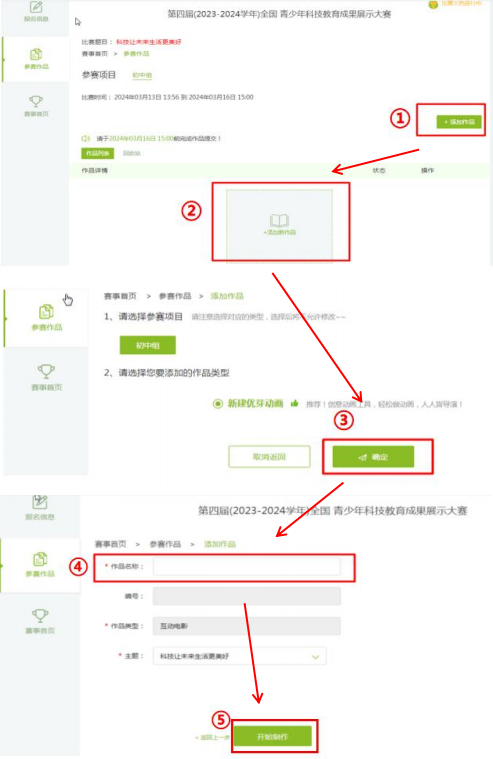 报名信息
第四届(2023-2024学年)全国 青少年科技教育成果展示大赛
比赛题目： 科技让未来生活更美好
赛事首页 > 参赛作品
参赛作品
参赛项目 初中组
赛事首页
比赛时间： 2024年03月13日 13:56 到 2024年03月16日 15:00
①
+ 添加作品
请于2024年03月16日 15:00前完成作品提交！
作品列表 回收站
作品详情 状态 操作
②
+添加新作品
赛事首页 > 参赛作品 > 添加作品
1、请选择参赛项目 请注意选择对应的类型，选择后将不允许修改~~
参赛作品
初中组
2、请选择您要添加的作品类型
赛事首页
新建优芽动画 推荐！信息动画工具，轻松做动画，人人皆导演！
③
取消返回 确定
第四届(2023-2024学年)全国 青少年科技教育成果展示大赛
报名信息
赛事首页 > 参赛作品 > 添加作品
④
* 作品名称：
参赛作品
编号：
* 作品类型： 互动电影
赛事首页
* 主题： 科技让未来生活更美好
⑤
< 返回上一步 开始制作